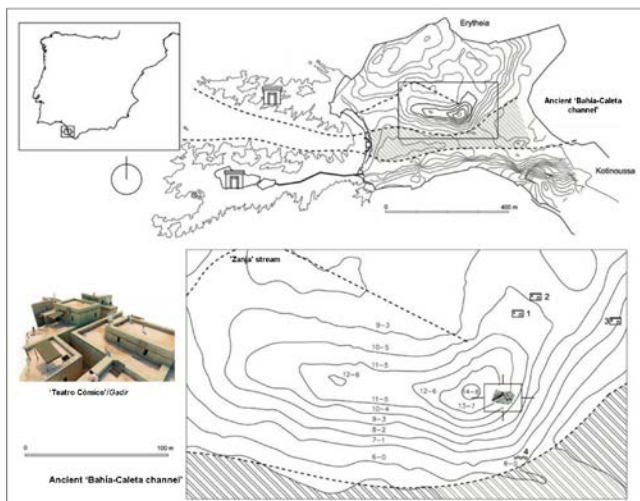 Erytheia
Ancient 'Bahía-Caleta
channel'
Kotinoussa
0
400 m
'Zanja' stream
2
1
3
9-3
10-5
11-5
12-6
12-6
14-8
13-7
11-5
10-4
9-3
8-2
7-1
6-0
4
'Teatro Cómico'/Gadir
0
100 m
Ancient 'Bahía-Caleta channel'